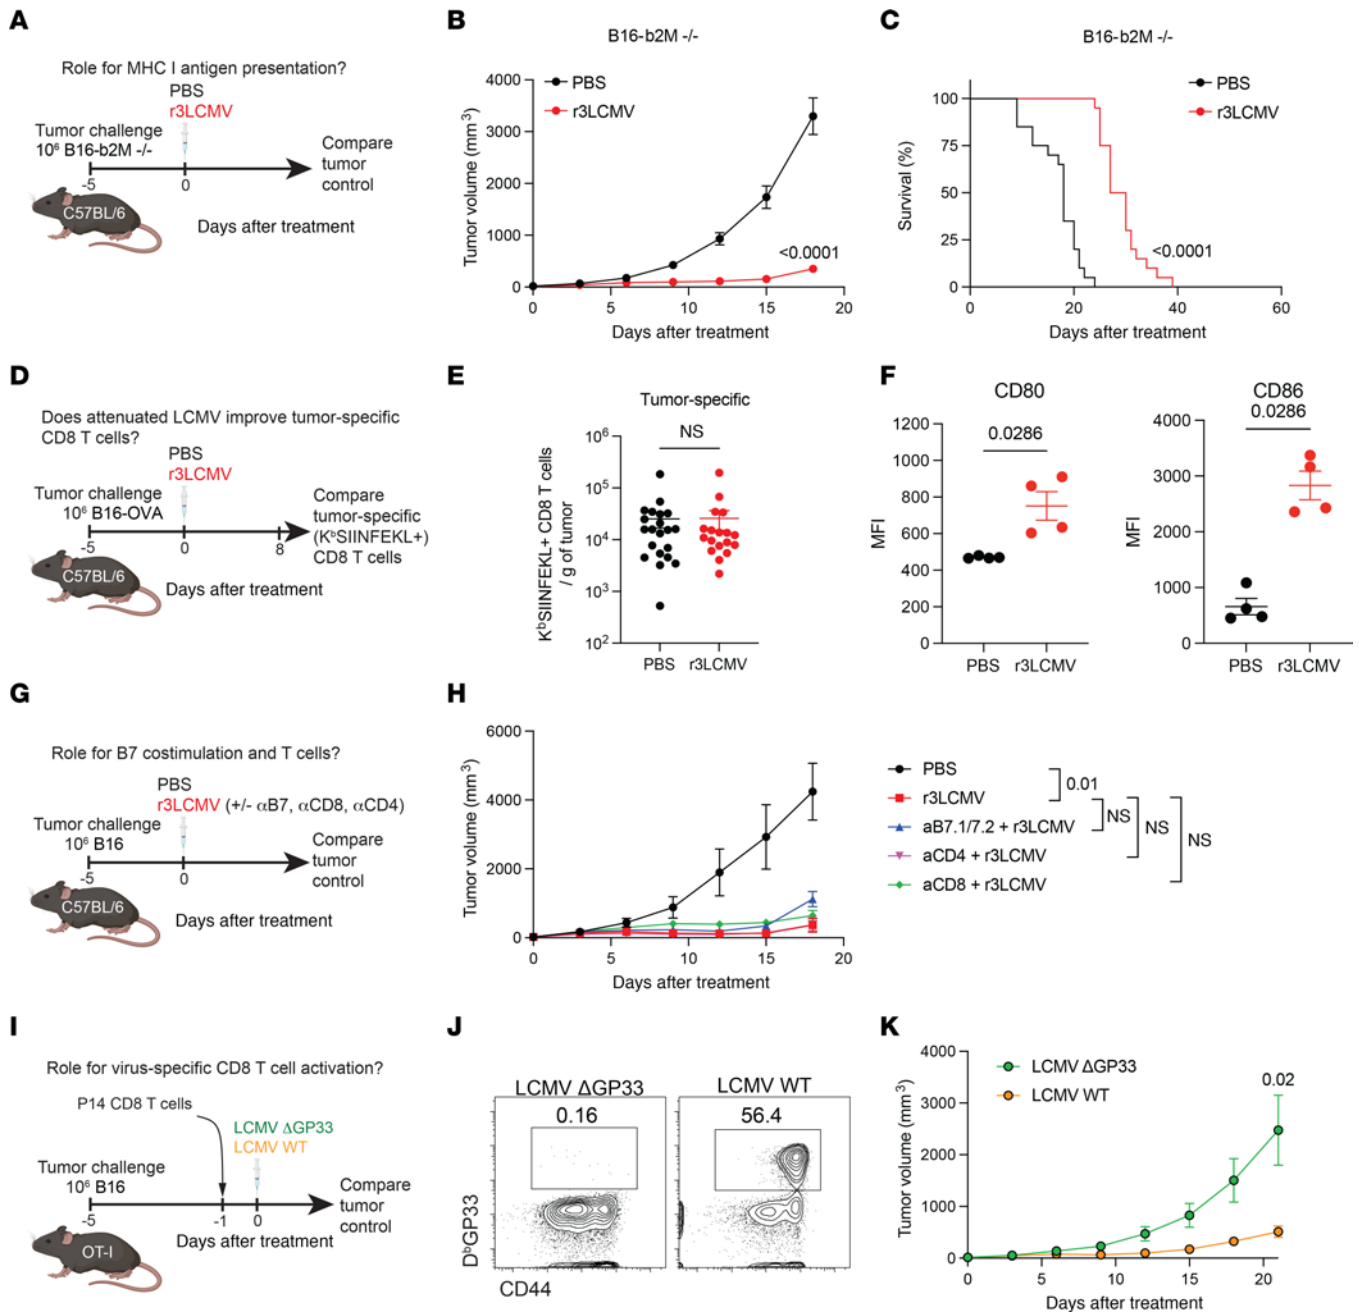 A
Role for MHC I antigen presentation?
PBS
r3LCMV
Tumor challenge
10⁶ B16-b2M -/-
-5
0
Compare
tumor
control
C57BL/6
Days after treatment
B
B16-b2M -/-
PBS
r3LCMV
Tumor volume (mm³)
4000
3000
2000
1000
0
<0.0001
0
5
10
15
20
Days after treatment
C
B16-b2M -/-
PBS
r3LCMV
Survival (%)
100
75
50
25
0
<0.0001
0
20
40
60
Days after treatment
D
Does attenuated LCMV improve tumor-specific
CD8 T cells?
PBS
r3LCMV
Tumor challenge
10⁶ B16-OVA
-5
0
8
Compare
tumor-specific
(KᵇSIINFEKL+)
CD8 T cells
C57BL/6
Days after treatment
E
Tumor-specific
NS
KᵇSIINFEKL+ CD8 T cells
/ g of tumor
10⁶
10⁵
10⁴
10³
10²
PBS
r3LCMV
F
CD80
0.0286
MFI
1200
1000
800
600
400
200
0
PBS
r3LCMV
CD86
0.0286
MFI
4000
3000
2000
1000
0
PBS
r3LCMV
G
Role for B7 costimulation and T cells?
PBS
r3LCMV (+/- αB7, αCD8, αCD4)
Tumor challenge
10⁶ B16
-5
0
Compare
tumor
control
C57BL/6
Days after treatment
H
Tumor volume (mm³)
6000
4000
2000
0
0
5
10
15
20
Days after treatment
PBS
r3LCMV
aB7.1/7.2 + r3LCMV
aCD4 + r3LCMV
aCD8 + r3LCMV
0.01
NS
NS
NS
I
Role for virus-specific CD8 T cell activation?
P14 CD8 T cells
LCMV ΔGP33
LCMV WT
Tumor challenge
10⁶ B16
-5
-1
0
Compare
tumor
control
OT-I
Days after treatment
J
LCMV ΔGP33
0.16
LCMV WT
56.4
DᵇGP33
CD44
K
LCMV ΔGP33
LCMV WT
Tumor volume (mm³)
4000
3000
2000
1000
0
0.02
0
5
10
15
20
Days after treatment